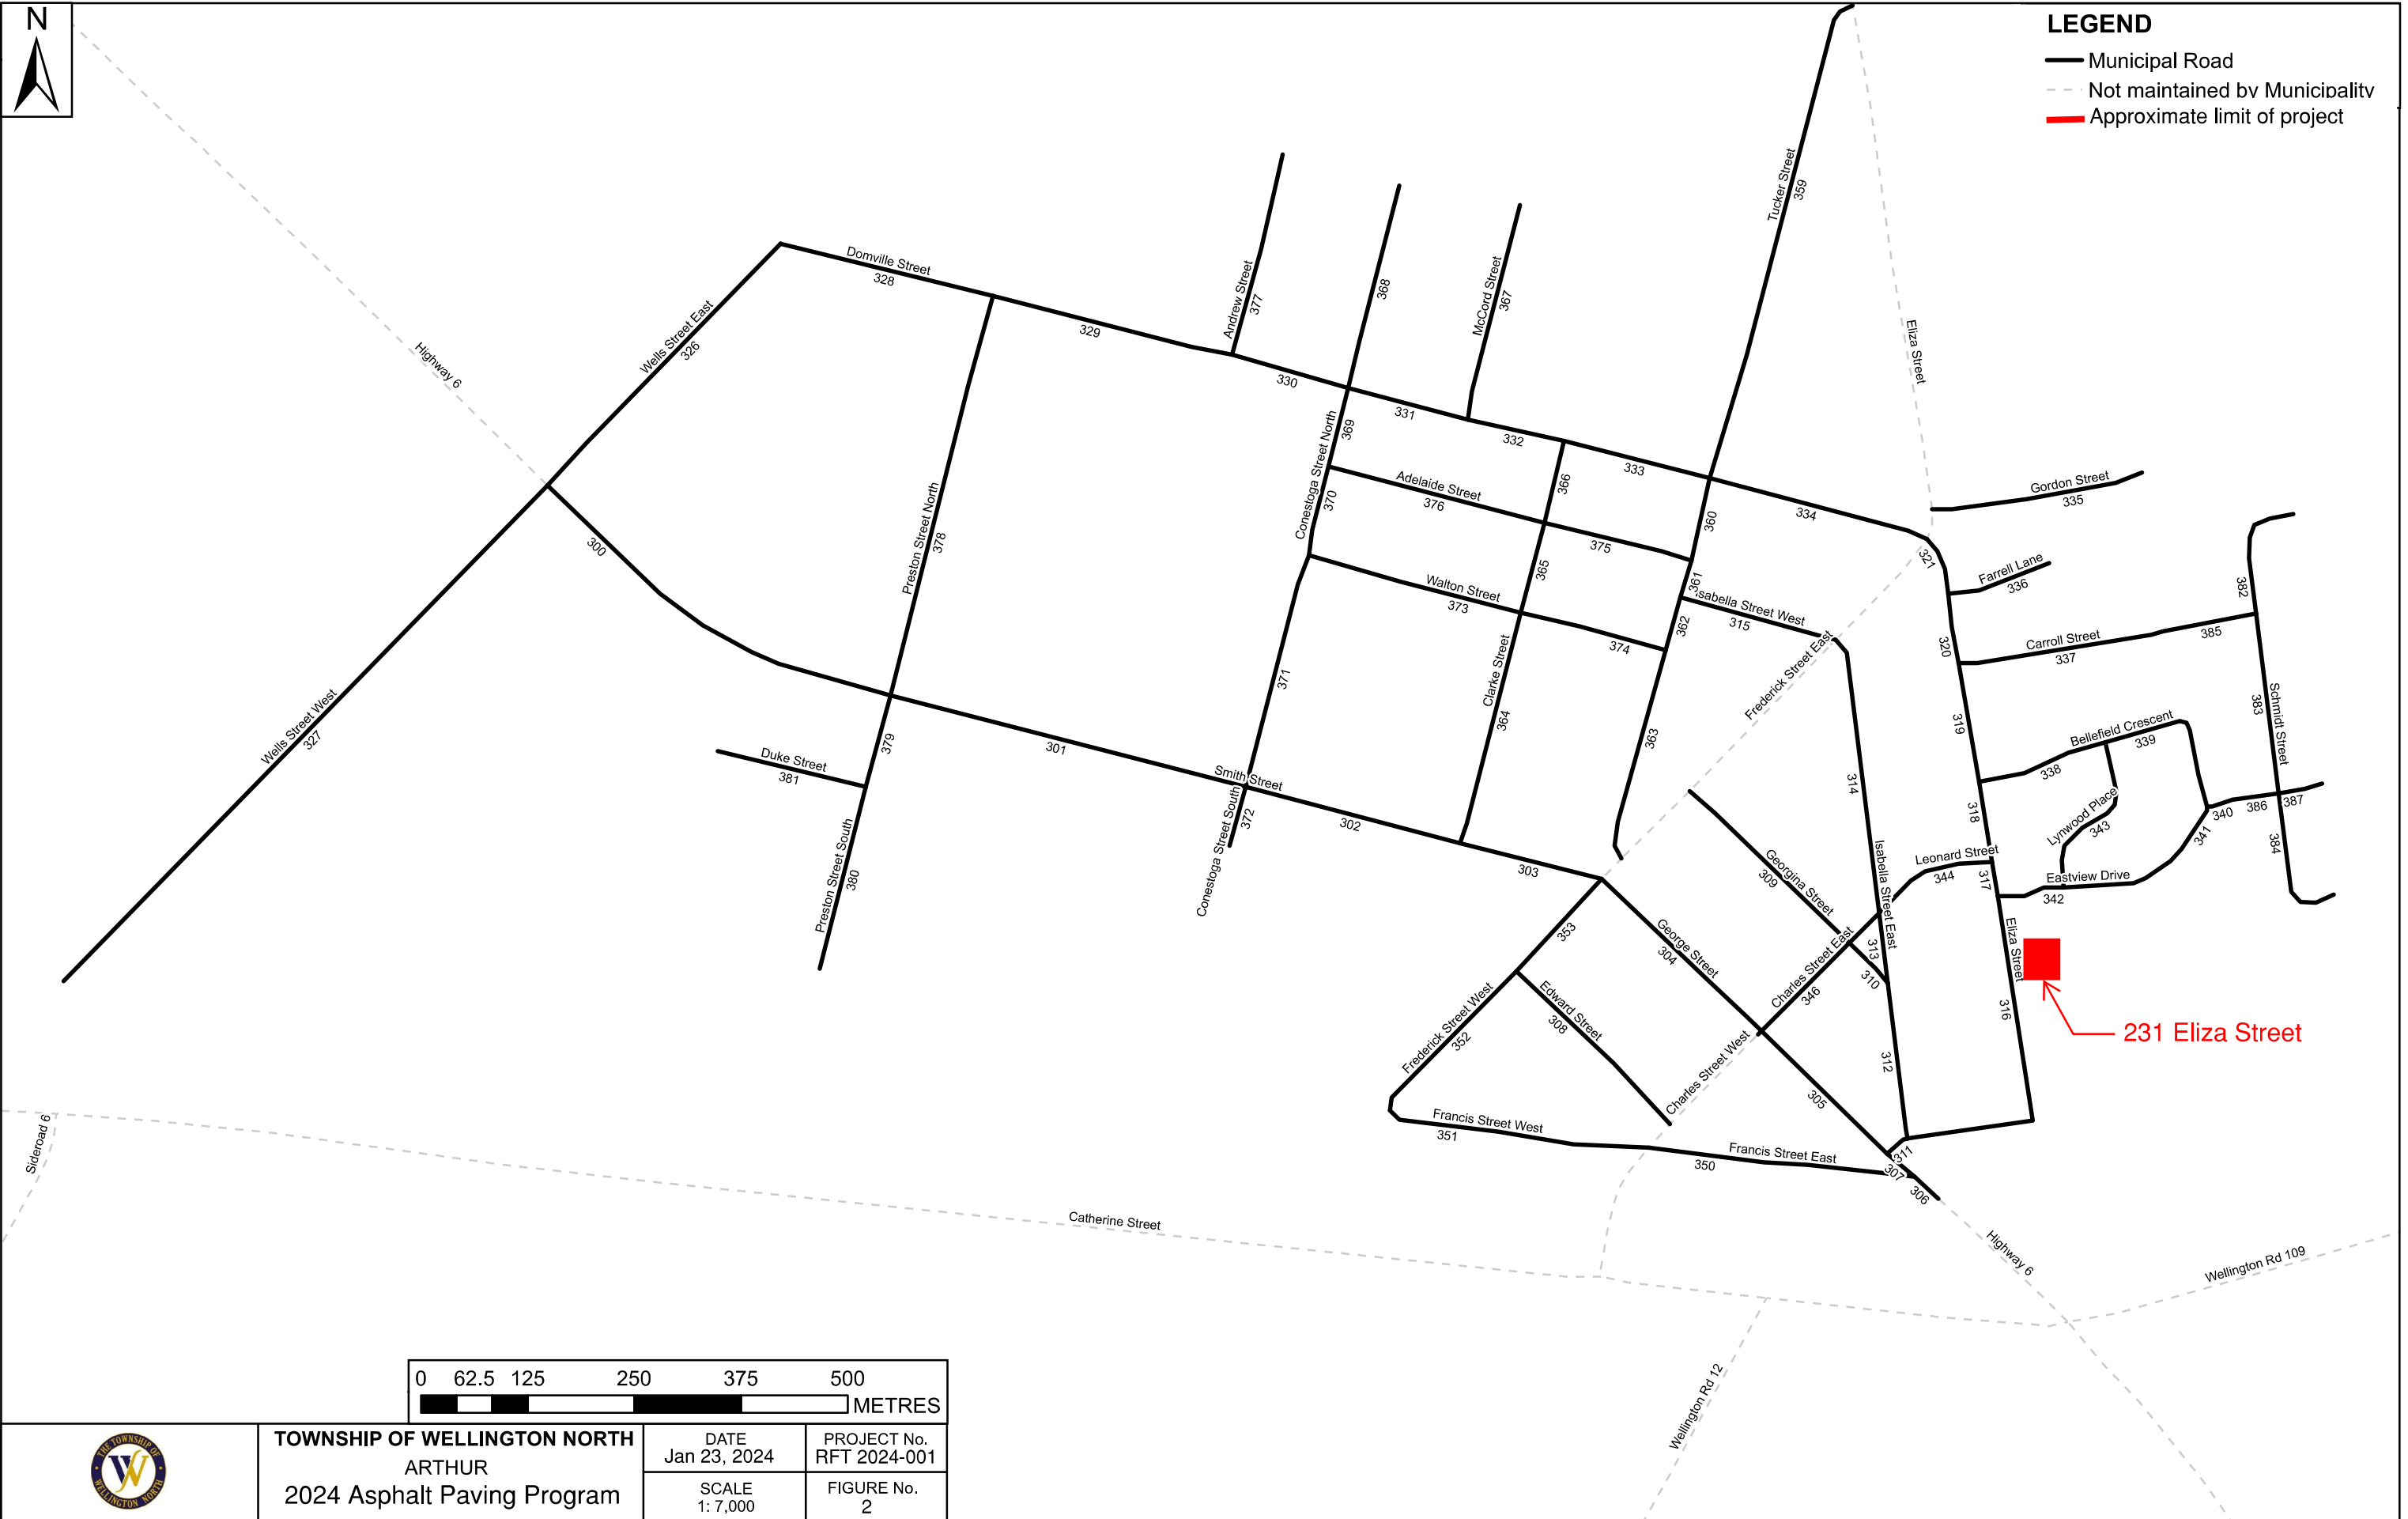 N
LEGEND
Municipal Road
Not maintained by Municipality
Approximate limit of project
Tucker Street
359
Eliza Street
Highway 6
Wells Street East
326
Domville Street
328
329
Andrew Street
377
330
368
331
McCord Street
367
332
333
334
321
Conestoga Street North
369
370
Adelaide Street
376
375
366
365
360
361
Isabella Street West
315
362
Walton Street
373
374
Gordon Street
335
Farrell Lane
336
Carroll Street
337
385
382
320
319
383
Schmidt Street
300
Preston Street North
378
Wells Street West
327
Duke Street
381
379
301
371
Clarke Street
364
363
Frederick Street East
314
Bellefield Crescent
339
338
Lynwood Place
343
318
340
386
387
341
384
Smith Street
Conestoga Street South
372
302
303
Preston Street South
380
Georgina Street
309
Isabella Street East
Leonard Street
344
317
Eastview Drive
342
Eliza Street
316
353
George Street
304
Charles Street East
346
313
310
231 Eliza Street
Frederick Street West
352
Edward Street
308
Charles Street West
312
305
Francis Street West
351
Francis Street East
350
311
307
306
Sideroad 6
Catherine Street
Highway 6
Wellington Rd 109
Wellington Rd 12
0 62.5 125 250 375 500
METRES
THE TOWNSHIP OF
W
WELLINGTON NORTH
TOWNSHIP OF WELLINGTON NORTH
ARTHUR
2024 Asphalt Paving Program
DATE
Jan 23, 2024
PROJECT No.
RFT 2024-001
SCALE
1: 7,000
FIGURE No.
2